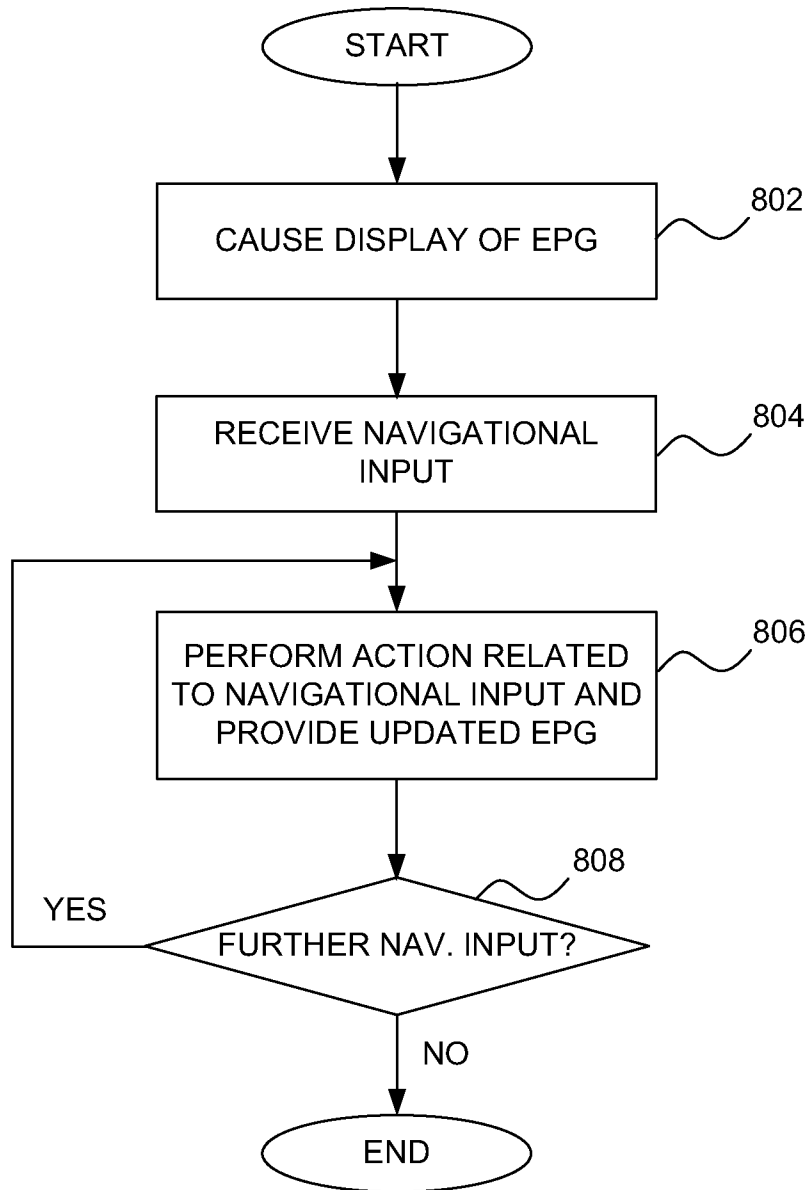 START
CAUSE DISPLAY OF EPG
802
RECEIVE NAVIGATIONAL
INPUT
804
PERFORM ACTION RELATED
TO NAVIGATIONAL INPUT AND
PROVIDE UPDATED EPG
806
808
YES
FURTHER NAV. INPUT?
NO
END